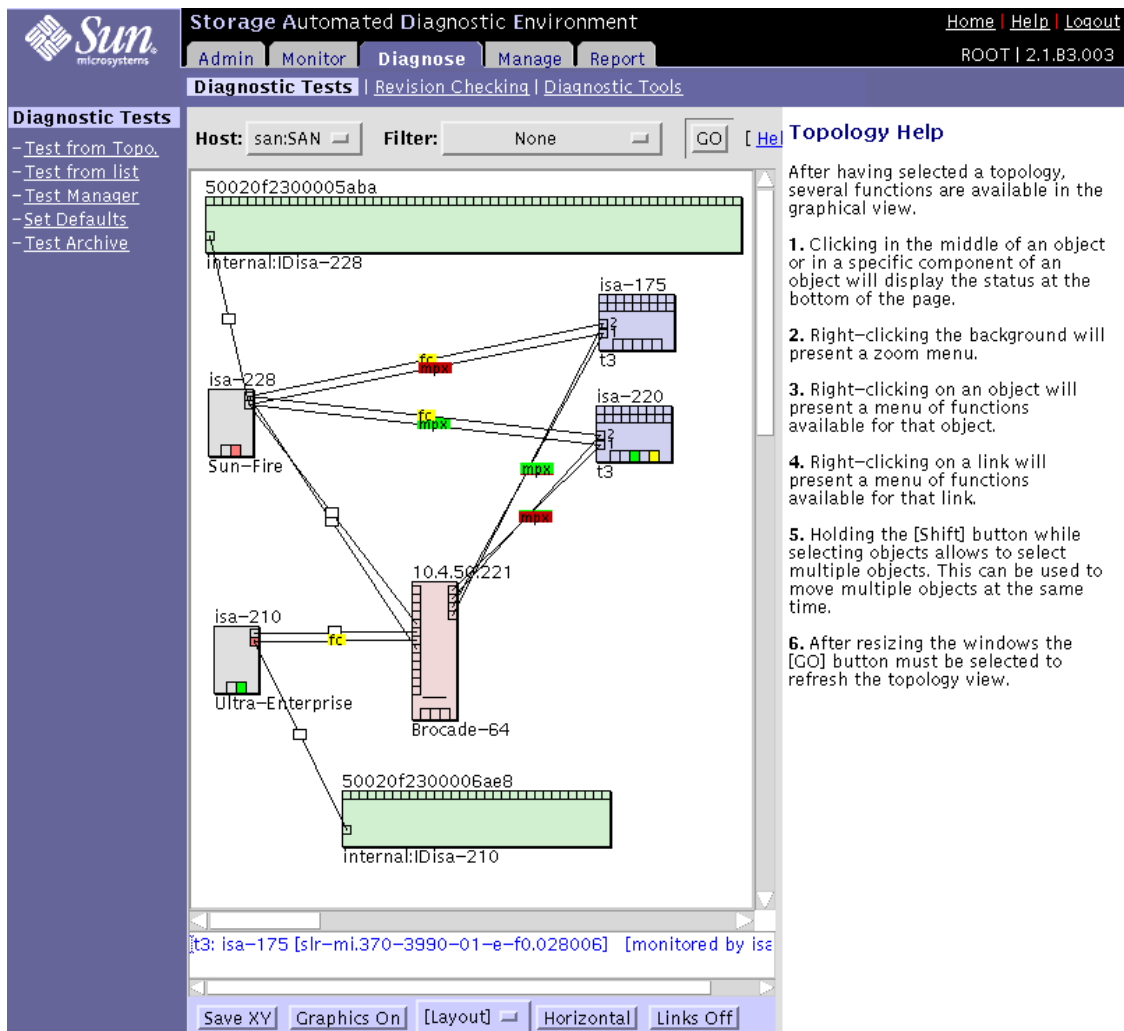 Sun
microsystems
Storage Automated Diagnostic Environment
Home | Help | Logout
Admin Monitor Diagnose Manage Report
ROOT | 2.1.B3.003
Diagnostic Tests | Revision Checking | Diagnostic Tools
Diagnostic Tests
– Test from Topo.
– Test from list
– Test Manager
– Set Defaults
– Test Archive
Host: san:SAN Filter: None GO [ Hel
50020f2300005aba
internal:IDisa–228
isa–175
2
1
t3
fc
mpx
isa–228
Sun–Fire
isa–220
fc
mpx
2
1
t3
mpx
mpx
10.4.50.221
isa–210
fc
Ultra–Enterprise
Brocade–64
50020f2300006ae8
internal:IDisa–210
t3: isa–175 [slr–mi.370–3990–01–e–f0.028006] [monitored by isa
Save XY Graphics On [Layout] Horizontal Links Off
Topology Help
After having selected a topology,
several functions are available in the
graphical view.
1. Clicking in the middle of an object
or in a specific component of an
object will display the status at the
bottom of the page.
2. Right–clicking the background will
present a zoom menu.
3. Right–clicking on an object will
present a menu of functions
available for that object.
4. Right–clicking on a link will
present a menu of functions
available for that link.
5. Holding the [Shift] button while
selecting objects allows to select
multiple objects. This can be used to
move multiple objects at the same
time.
6. After resizing the windows the
[GO] button must be selected to
refresh the topology view.